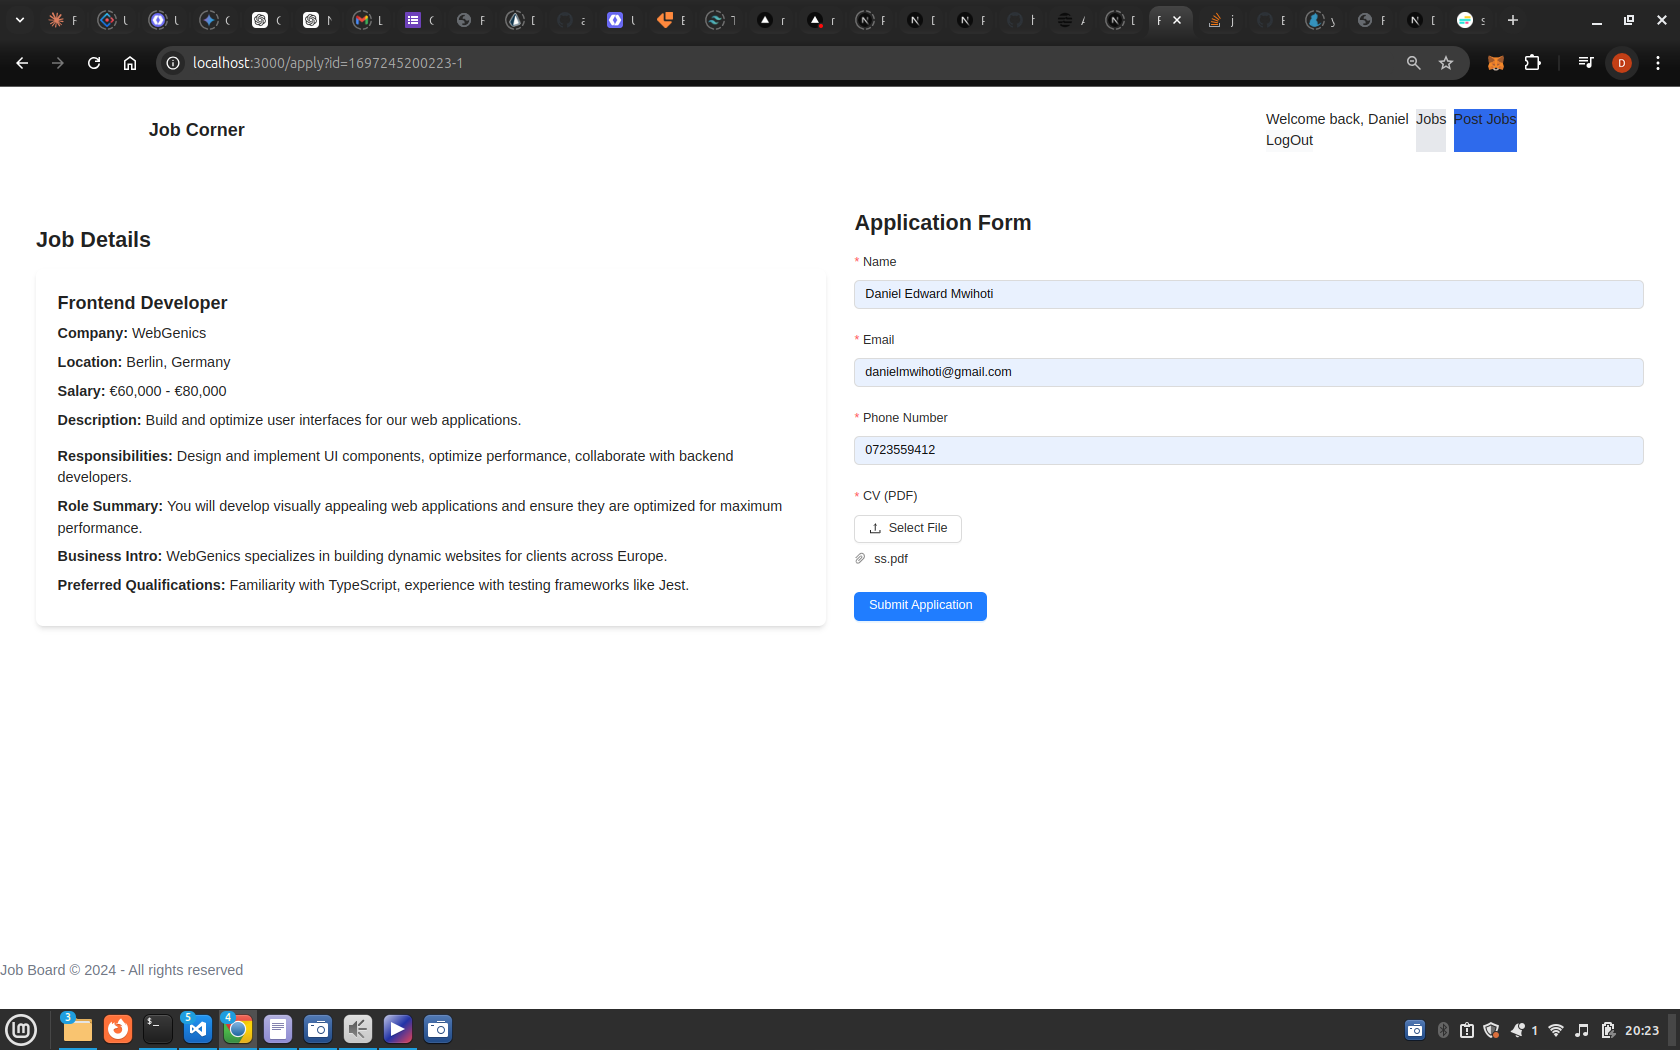 localhost:3000/apply?id=1697245200223-1
D
Job Corner
Welcome back, Daniel
LogOut
Jobs
Post Jobs
Job Details
Frontend Developer
Company: WebGenics
Location: Berlin, Germany
Salary: €60,000 - €80,000
Description: Build and optimize user interfaces for our web applications.
Responsibilities: Design and implement UI components, optimize performance, collaborate with backend
developers.
Role Summary: You will develop visually appealing web applications and ensure they are optimized for maximum
performance.
Business Intro: WebGenics specializes in building dynamic websites for clients across Europe.
Preferred Qualifications: Familiarity with TypeScript, experience with testing frameworks like Jest.
Application Form
* Name
Daniel Edward Mwihoti
* Email
danielmwihoti@gmail.com
* Phone Number
0723559412
* CV (PDF)
Select File
ss.pdf
Submit Application
Job Board © 2024 - All rights reserved
3
5
4
1
20:23